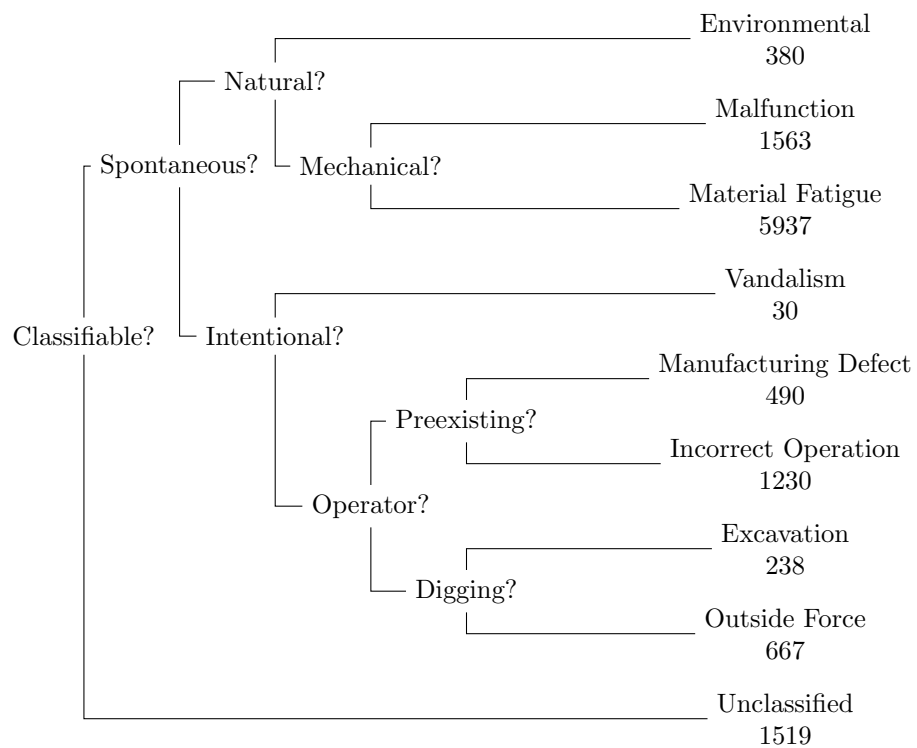 Environmental
380
Natural?
Malfunction
1563
Spontaneous?
Mechanical?
Material Fatigue
5937
Vandalism
30
Classifiable?
Intentional?
Manufacturing Defect
490
Preexisting?
Incorrect Operation
1230
Operator?
Excavation
238
Digging?
Outside Force
667
Unclassified
1519